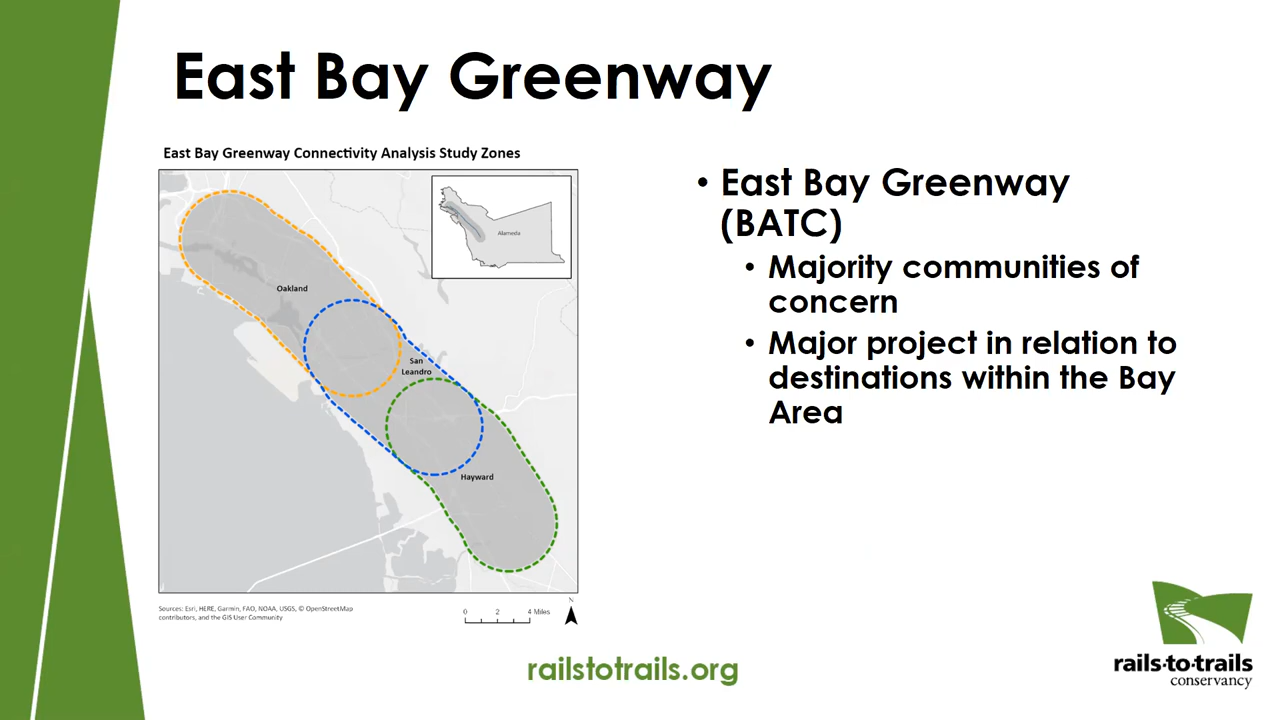 East Bay Greenway
East Bay Greenway Connectivity Analysis Study Zones
Alameda
Oakland
San
Leandro
Hayward
Sources: Esri, HERE, Garmin, FAO, NOAA, USGS, © OpenStreetMap
contributors, and the GIS User Community
0 2 4 Miles
N
• East Bay Greenway
(BATC)
• Majority communities of
concern
• Major project in relation to
destinations within the Bay
Area
railstotrails.org
rails·to·trails
conservancy